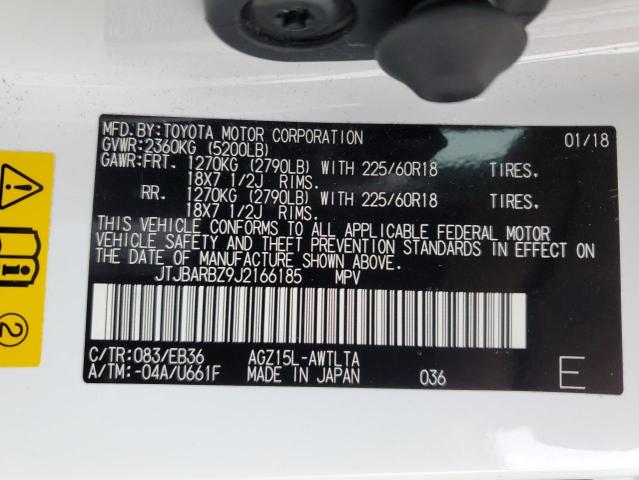 MFD.BY:TOYOTA MOTOR CORPORATION 01/18
GVWR:2360KG (5200LB)
GAWR:FRT. 1270KG (2790LB) WITH 225/60R18 TIRES.
18X7 1/2J RIMS.
RR. 1270KG (2790LB) WITH 225/60R18 TIRES.
18X7 1/2J RIMS.
THIS VEHICLE CONFORMS TO ALL APPLICABLE FEDERAL MOTOR
VEHICLE SAFETY AND THEFT PREVENTION STANDARDS IN EFFECT ON
THE DATE OF MANUFACTURE SHOWN ABOVE.
JTJBARBZ9J2166185 MPV
C/TR:083/EB36 AGZ15L-AWTLTA
A/TM:-04A/U661F MADE IN JAPAN 036 E
2